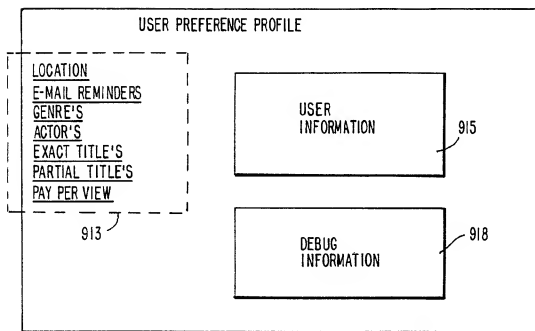 USER PREFERENCE PROFILE
LOCATION
E-MAIL REMINDERS
GENRE'S
ACTOR'S
EXACT TITLE'S
PARTIAL TITLE'S
PAY PER VIEW
913
USER
INFORMATION
915
DEBUG
INFORMATION
918